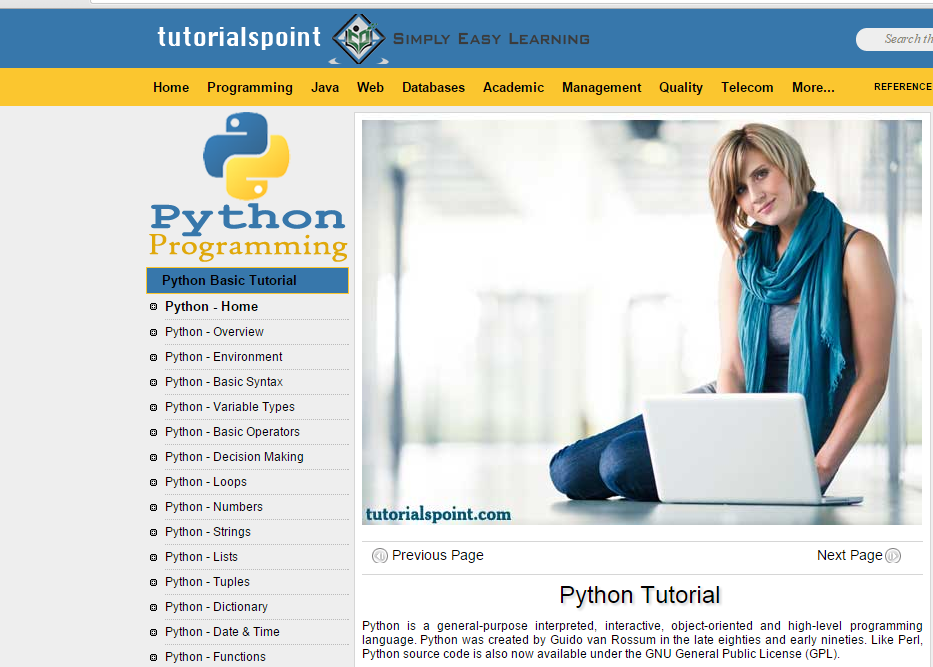 tutorialspoint
SIMPLY EASY LEARNING
Search th
Home Programming Java Web Databases Academic Management Quality Telecom More... REFERENCE
Python
Programming
Python Basic Tutorial
Python - Home
Python - Overview
Python - Environment
Python - Basic Syntax
Python - Variable Types
Python - Basic Operators
Python - Decision Making
Python - Loops
Python - Numbers
Python - Strings
Python - Lists
Python - Tuples
Python - Dictionary
Python - Date & Time
Python - Functions
tutorialspoint.com
Previous Page Next Page
Python Tutorial
Python is a general-purpose interpreted, interactive, object-oriented and high-level programming
language. Python was created by Guido van Rossum in the late eighties and early nineties. Like Perl,
Python source code is also now available under the GNU General Public License (GPL).